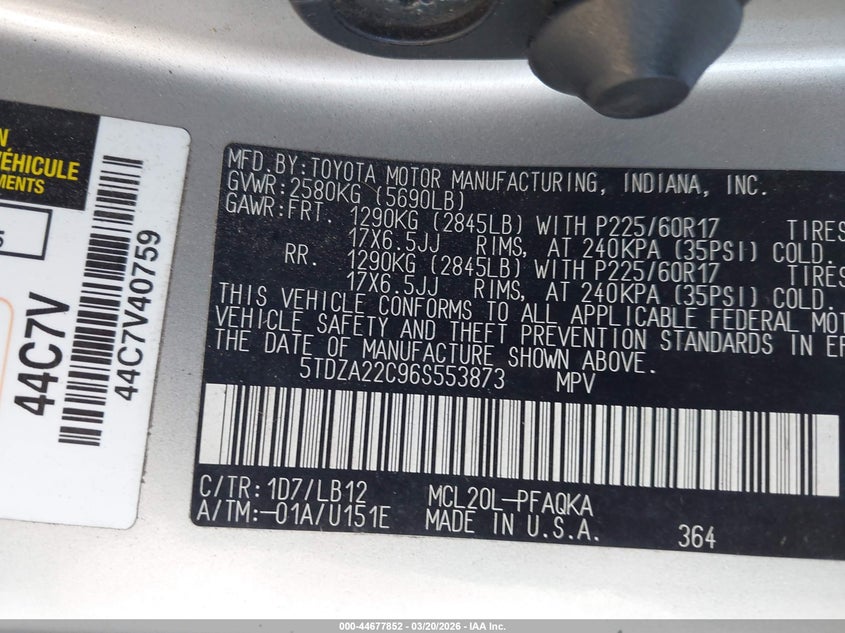 N
VÉHICULE
MENTS
5
44C7V
44C7V40759
MFD.BY:TOYOTA MOTOR MANUFACTURING, INDIANA, INC.
GVWR:2580KG (5690LB)
GAWR:FRT. 1290KG (2845LB) WITH P225/60R17 TIRES
17X6.5JJ RIMS, AT 240KPA (35PSI) COLD.
RR. 1290KG (2845LB) WITH P225/60R17 TIRES
17X6.5JJ RIMS, AT 240KPA (35PSI) COLD.
THIS VEHICLE CONFORMS TO ALL APPLICABLE FEDERAL MOT
VEHICLE SAFETY AND THEFT PREVENTION STANDARDS IN EF
THE DATE OF MANUFACTURE SHOWN ABOVE.
5TDZA22C96S553873 MPV
C/TR:1D7/LB12 MCL20L-PFAQKA
A/TM:-01A/U151E MADE IN U.S.A. 364
000-44677852 | 03/20/2026 - IAA Inc.